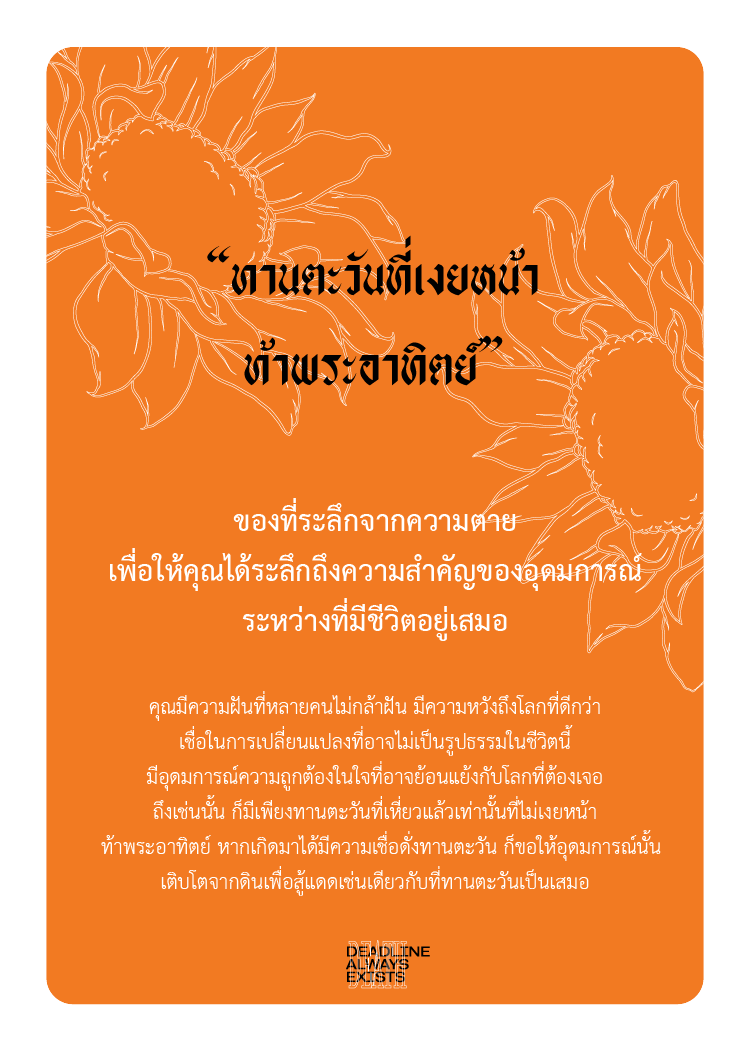 “ทานตะวันที่เงยหน้า
ท้าพระอาทิตย์”
ของที่ระลึกจากความตาย
เพื่อให้คุณได้ระลึกถึงความสำคัญของอุดมการณ์
ระหว่างที่มีชีวิตอยู่เสมอ
คุณมีความฝันที่หลายคนไม่กล้าฝัน มีความหวังถึงโลกที่ดีกว่า
เชื่อในการเปลี่ยนแปลงที่อาจไม่เป็นรูปธรรมในชีวิตนี้
มีอุดมการณ์ความถูกต้องในใจที่อาจย้อนแย้งกับโลกที่ต้องเจอ
ถึงเช่นนั้น ก็มีเพียงทานตะวันที่เหี่ยวแล้วเท่านั้นที่ไม่เงยหน้า
ท้าพระอาทิตย์ หากเกิดมาได้มีความเชื่อดั่งทานตะวัน ก็ขอให้อุดมการณ์นั้น
เติบโตจากดินเพื่อสู้แดดเช่นเดียวกับที่ทานตะวันเป็นเสมอ
DEADLINE
ALWAYS
EXISTS
DEATH